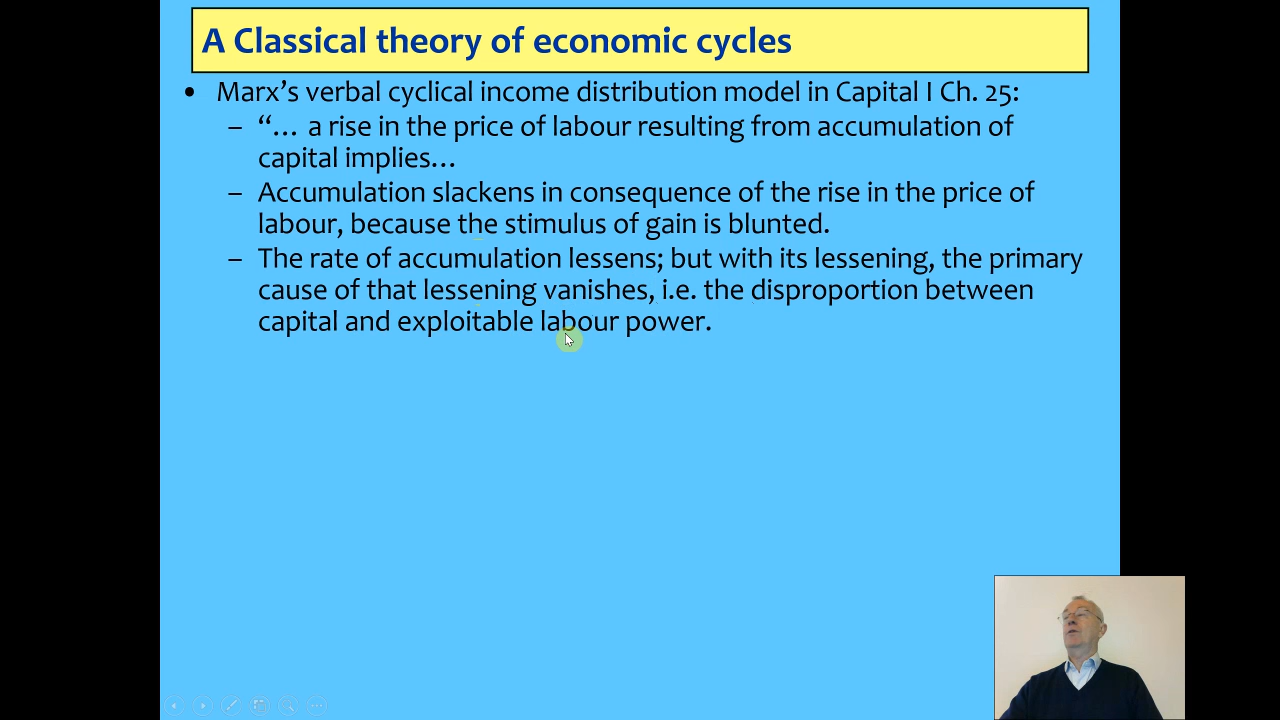 A Classical theory of economic cycles
• Marx’s verbal cyclical income distribution model in Capital I Ch. 25:
– “… a rise in the price of labour resulting from accumulation of
capital implies…
– Accumulation slackens in consequence of the rise in the price of
labour, because the stimulus of gain is blunted.
– The rate of accumulation lessens; but with its lessening, the primary
cause of that lessening vanishes, i.e. the disproportion between
capital and exploitable labour power.